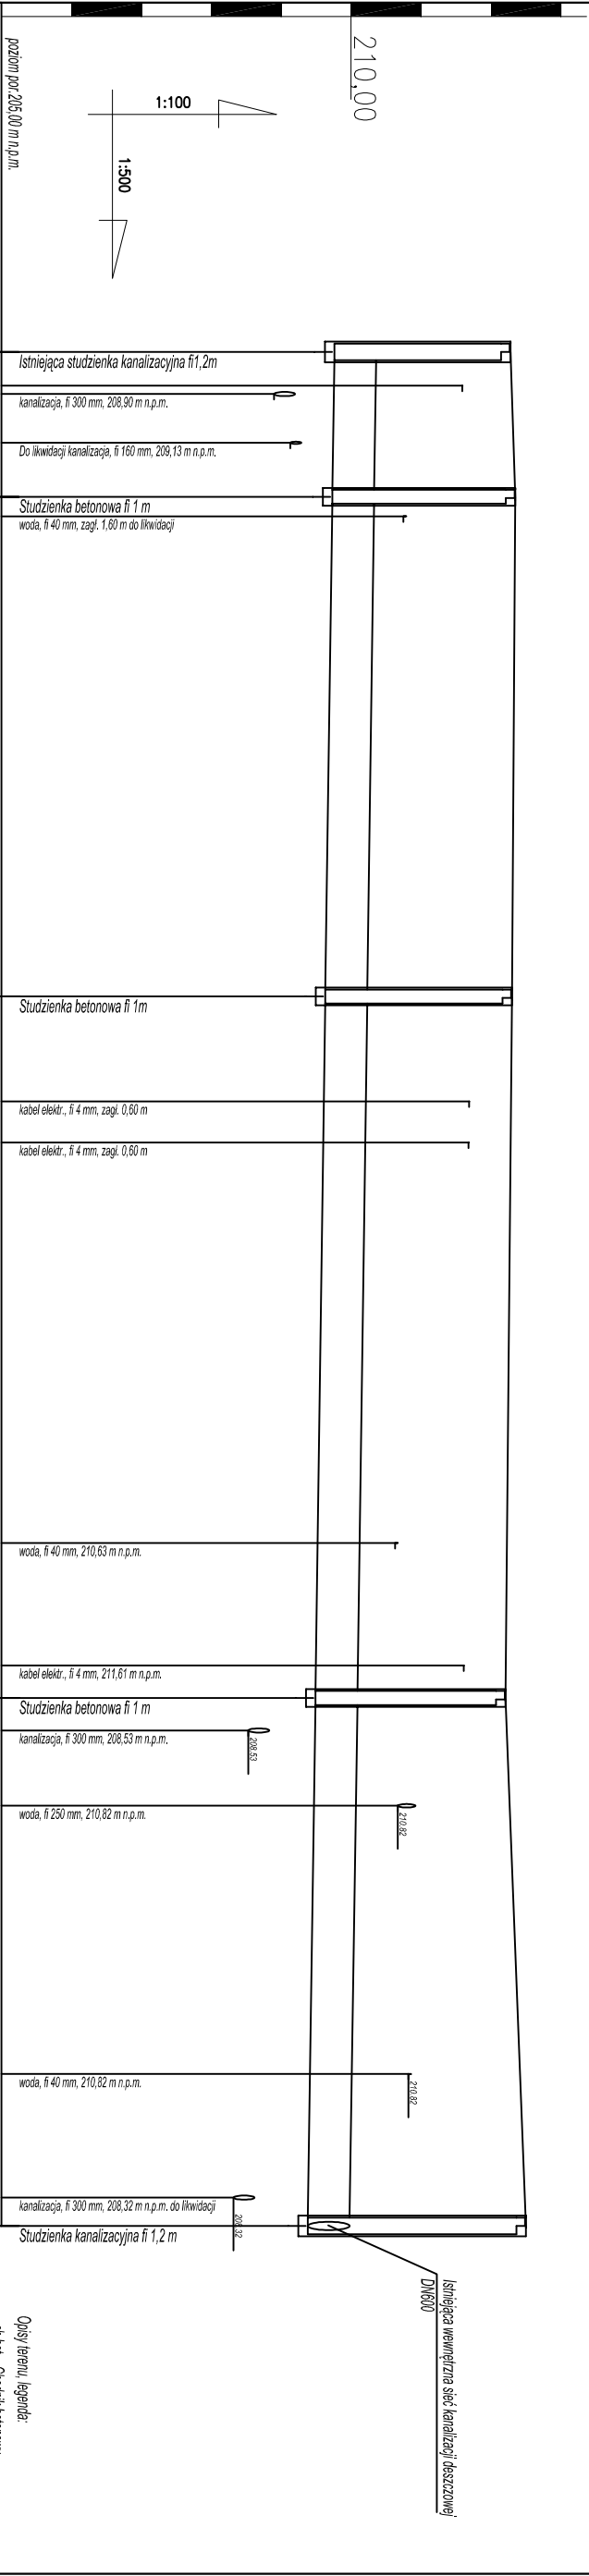 210,00
1:100
1:500
poziom por.205,00 m n.p.m.
Istniejąca studzienka kanalizacyjna fi1,2m
kanalizacja, fi 300 mm, 208,90 m n.p.m.
Do likwidacji kanalizacja, fi 160 mm, 209,13 m n.p.m.
Studzienka betonowa fi 1 m
woda, fi 40 mm, zagł. 1,60 m do likwidacji
Studzienka betonowa fi 1m
kabel elektr., fi 4 mm, zagł. 0,60 m
kabel elektr., fi 4 mm, zagł. 0,60 m
woda, fi 40 mm, 210,63 m n.p.m.
kabel elektr., fi 4 mm, 211,61 m n.p.m.
Studzienka betonowa fi 1 m
kanalizacja, fi 300 mm, 208,53 m n.p.m.
208,53
woda, fi 250 mm, 210,82 m n.p.m.
210,82
woda, fi 40 mm, 210,82 m n.p.m.
210,82
kanalizacja, fi 300 mm, 208,32 m n.p.m. do likwidacji
208,32
Studzienka kanalizacyjna fi 1,2 m
Istniejąca wewnętrzna sieć kanalizacji deszczowej
DN600
Opisy terenu, legenda: